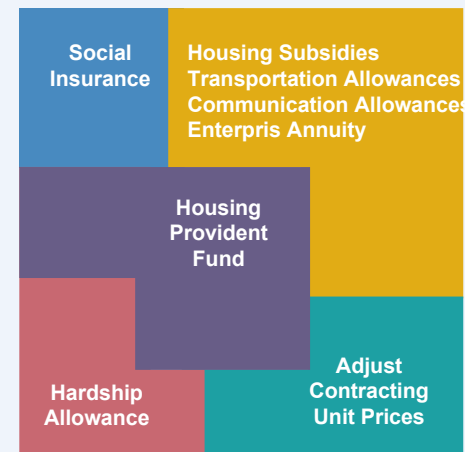 Social
Insurance
Housing Subsidies
Transportation Allowances
Communication Allowances
Enterpris Annuity
Housing
Provident
Fund
Hardship
Allowance
Adjust
Contracting
Unit Prices